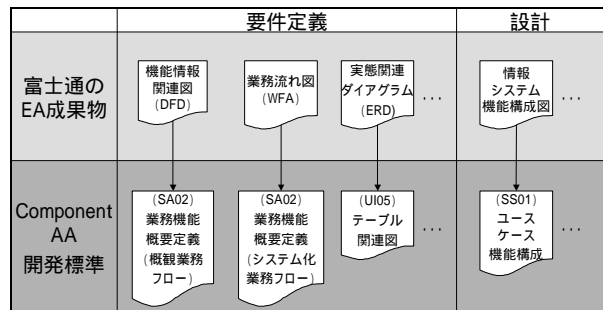 要件定義
設計
富士通の
EA成果物
機能情報
関連図
(DFD)
業務流れ図
(WFA)
実態関連
ダイアグラム
(ERD)
...
情報
システム
機能構成図
...
Component
AA
開発標準
(SA02)
業務機能
概要定義
(概観業務
フロー)
(SA02)
業務機能
概要定義
(システム化
業務フロー)
(UI05)
テーブル
関連図
...
(SS01)
ユース
ケース
機能構成
...